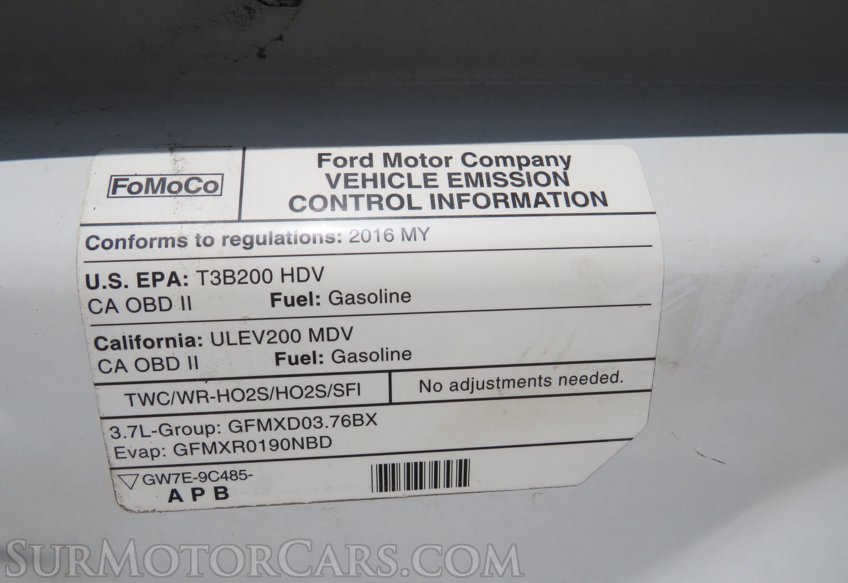 FoMoCo
Ford Motor Company
VEHICLE EMISSION
CONTROL INFORMATION
Conforms to regulations: 2016 MY
U.S. EPA: T3B200 HDV
CA OBD II Fuel: Gasoline
California: ULEV200 MDV
CA OBD II Fuel: Gasoline
TWC/WR-HO2S/HO2S/SFI No adjustments needed.
3.7L-Group: GFMXD03.76BX
Evap: GFMXR0190NBD
GW7E-9C485-
A P B
SurMotorCars.com